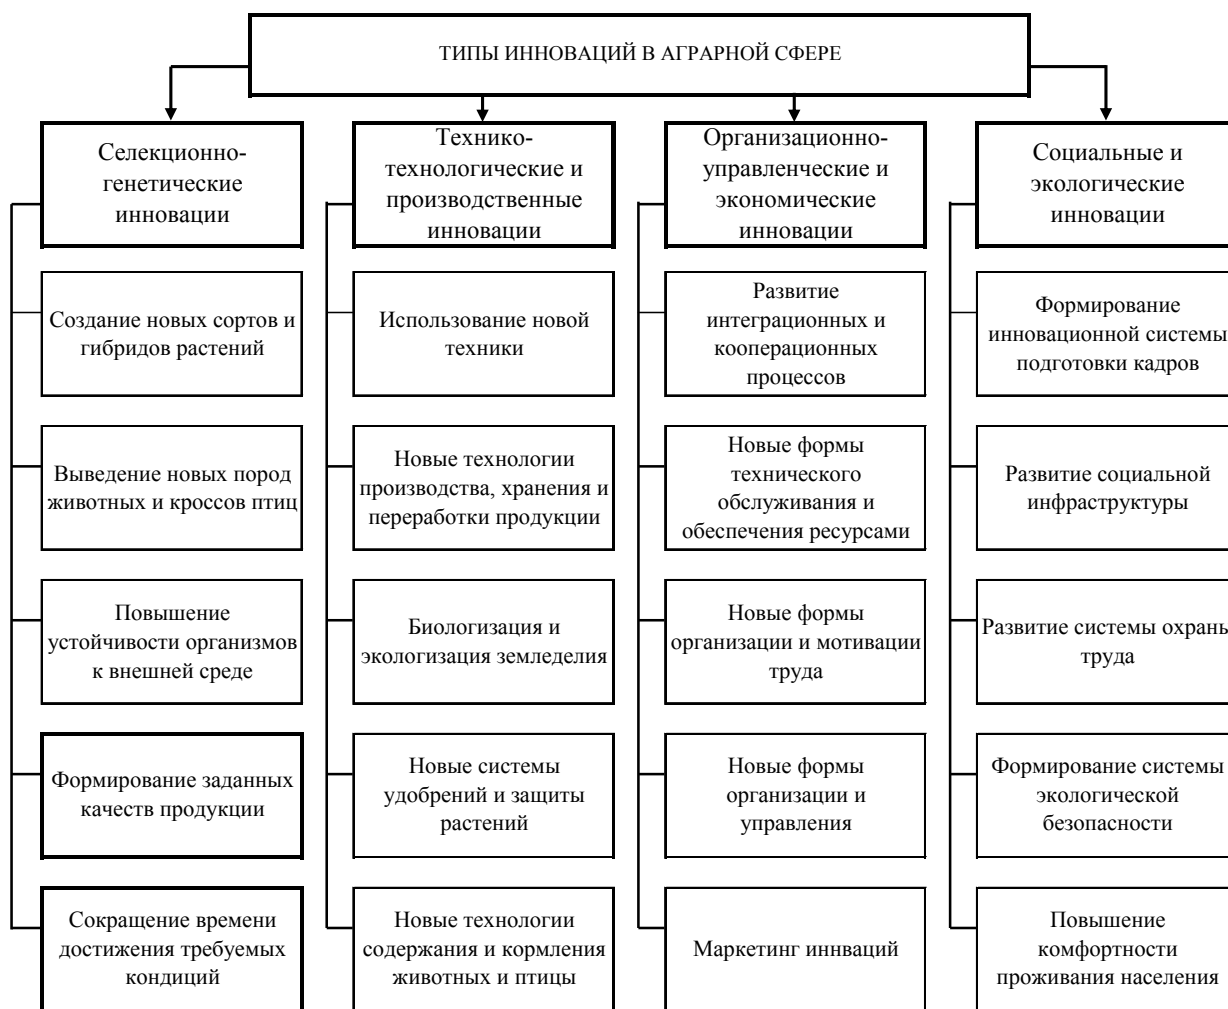 ТИПЫ ИННОВАЦИЙ В АГРАРНОЙ СФЕРЕ
Селекционно-
генетические
инновации
Технико-
технологические и
производственные
инновации
Организационно-
управленческие и
экономические
инновации
Социальные и
экологические
инновации
Создание новых сортов и
гибридов растений
Использование новой
техники
Развитие
интеграционных и
кооперационных
процессов
Формирование
инновационной системы
подготовки кадров
Выведение новых пород
животных и кроссов птиц
Новые технологии
производства, хранения и
переработки продукции
Новые формы
технического
обслуживания и
обеспечения ресурсами
Развитие социальной
инфраструктуры
Повышение
устойчивости организмов
к внешней среде
Биологизация и
экологизация земледелия
Новые формы
организации и мотивации
труда
Развитие системы охраны
труда
Формирование заданных
качеств продукции
Новые системы
удобрений и защиты
растений
Новые формы
организации и
управления
Формирование системы
экологической
безопасности
Сокращение времени
достижения требуемых
кондиций
Новые технологии
содержания и кормления
животных и птицы
Маркетинг иннваций
Повышение
комфортности
проживания населения